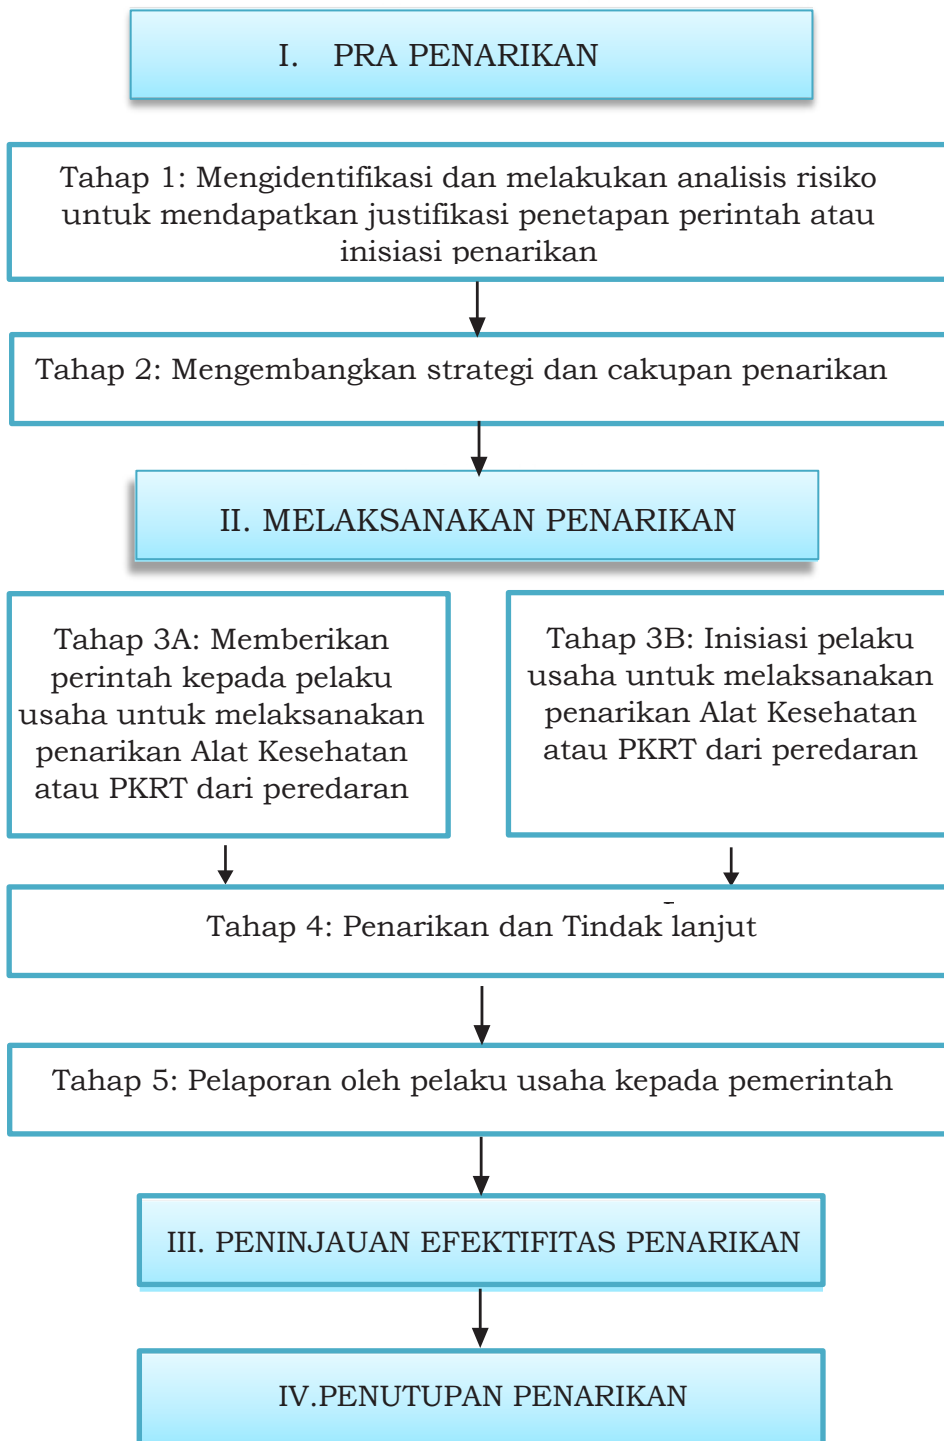 I. PRA PENARIKAN
Tahap 1: Mengidentifikasi dan melakukan analisis risiko
untuk mendapatkan justifikasi penetapan perintah atau
inisiasi penarikan
Tahap 2: Mengembangkan strategi dan cakupan penarikan
II. MELAKSANAKAN PENARIKAN
Tahap 3A: Memberikan
perintah kepada pelaku
usaha untuk melaksanakan
penarikan Alat Kesehatan
atau PKRT dari peredaran
Tahap 3B: Inisiasi pelaku
usaha untuk melaksanakan
penarikan Alat Kesehatan
atau PKRT dari peredaran
Tahap 4: Penarikan dan Tindak lanjut
Tahap 5: Pelaporan oleh pelaku usaha kepada pemerintah
III. PENINJAUAN EFEKTIFITAS PENARIKAN
IV.PENUTUPAN PENARIKAN